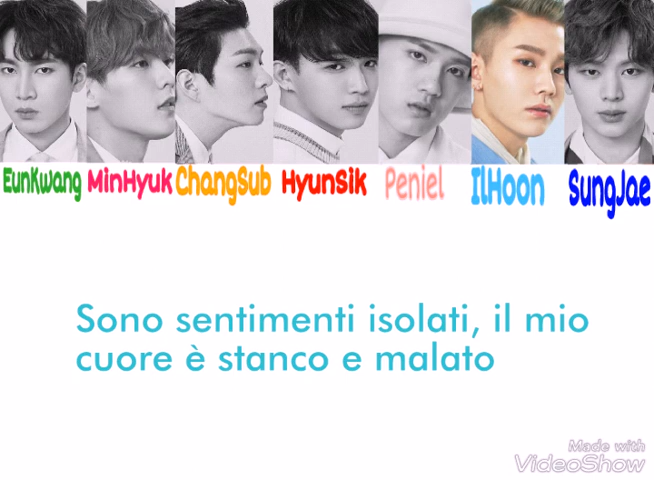 EunKwang MinHyuk ChangSub HyunSik Peniel IlHoon SungJae
Sono sentimenti isolati, il mio
cuore è stanco e malato
Made with
VideoShow